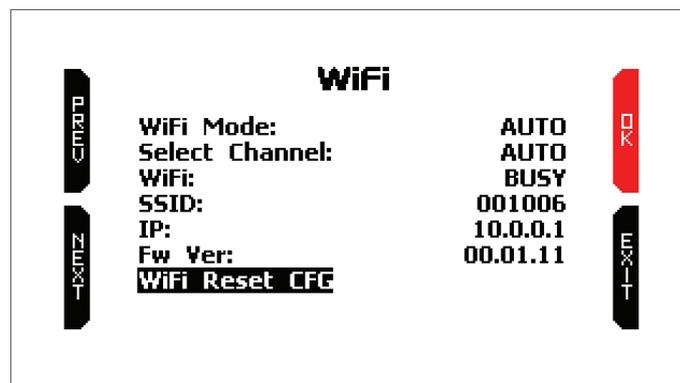 WiFi
PREV
OK
WiFi Mode: AUTO
Select Channel: AUTO
WiFi: BUSY
SSID: 001006
IP: 10.0.0.1
Fw Ver: 00.01.11
WiFi Reset CFG
NEXT
EXIT